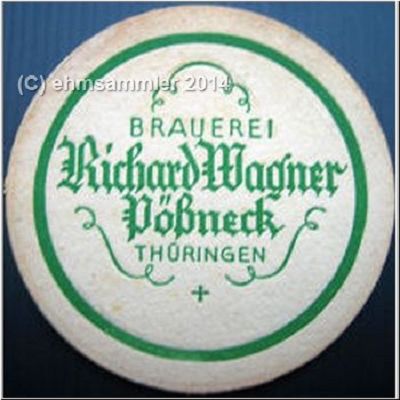 (C) ehmsammler 2014
BRAUEREI
Richard Wagner
Pößneck
THÜRINGEN